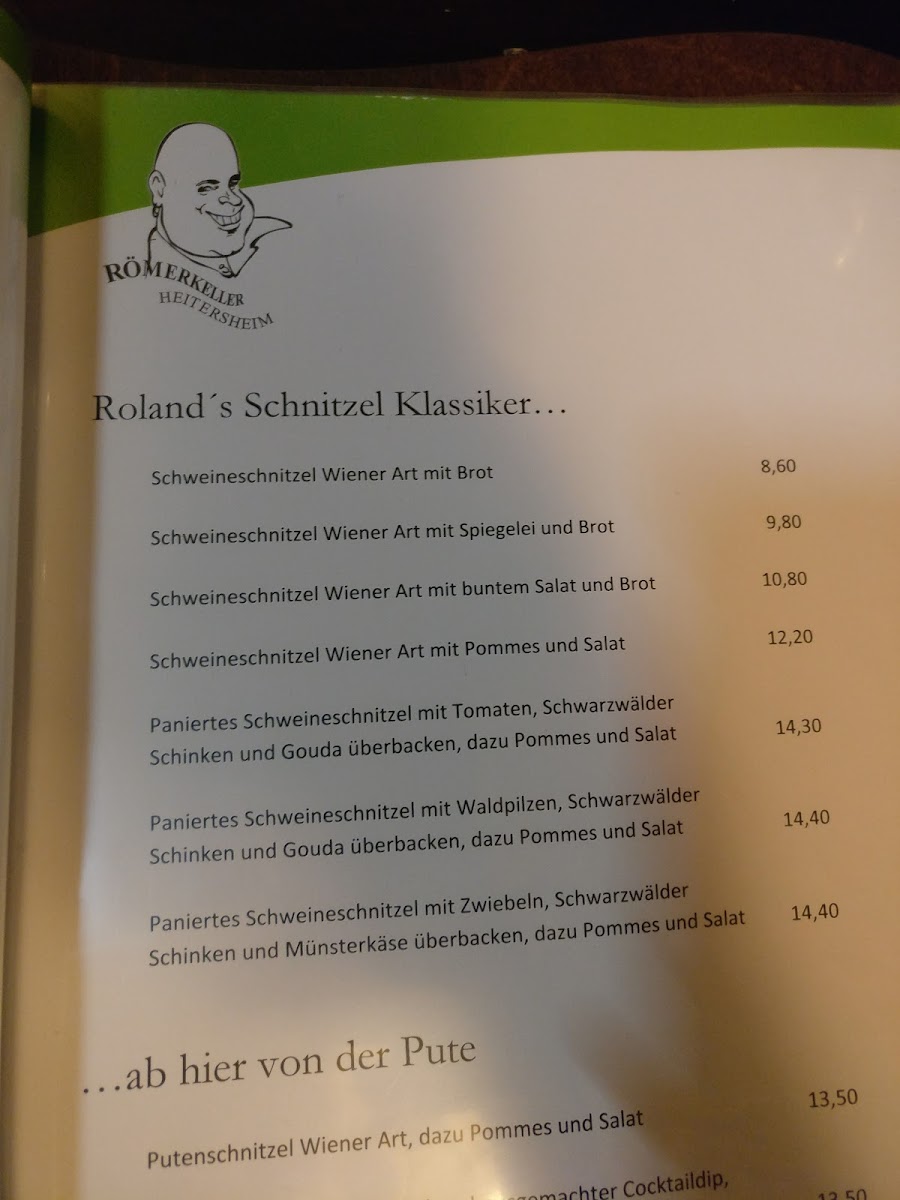 RÖMERKELLER
HEITERSHEIM
Roland´s Schnitzel Klassiker...
Schweineschnitzel Wiener Art mit Brot 8,60
Schweineschnitzel Wiener Art mit Spiegelei und Brot 9,80
Schweineschnitzel Wiener Art mit buntem Salat und Brot 10,80
Schweineschnitzel Wiener Art mit Pommes und Salat 12,20
Paniertes Schweineschnitzel mit Tomaten, Schwarzwälder
Schinken und Gouda überbacken, dazu Pommes und Salat 14,30
Paniertes Schweineschnitzel mit Waldpilzen, Schwarzwälder
Schinken und Gouda überbacken, dazu Pommes und Salat 14,40
Paniertes Schweineschnitzel mit Zwiebeln, Schwarzwälder
Schinken und Münsterkäse überbacken, dazu Pommes und Salat 14,40
...ab hier von der Pute
Putenschnitzel Wiener Art, dazu Pommes und Salat 13,50
Cocktaildip, 13,50